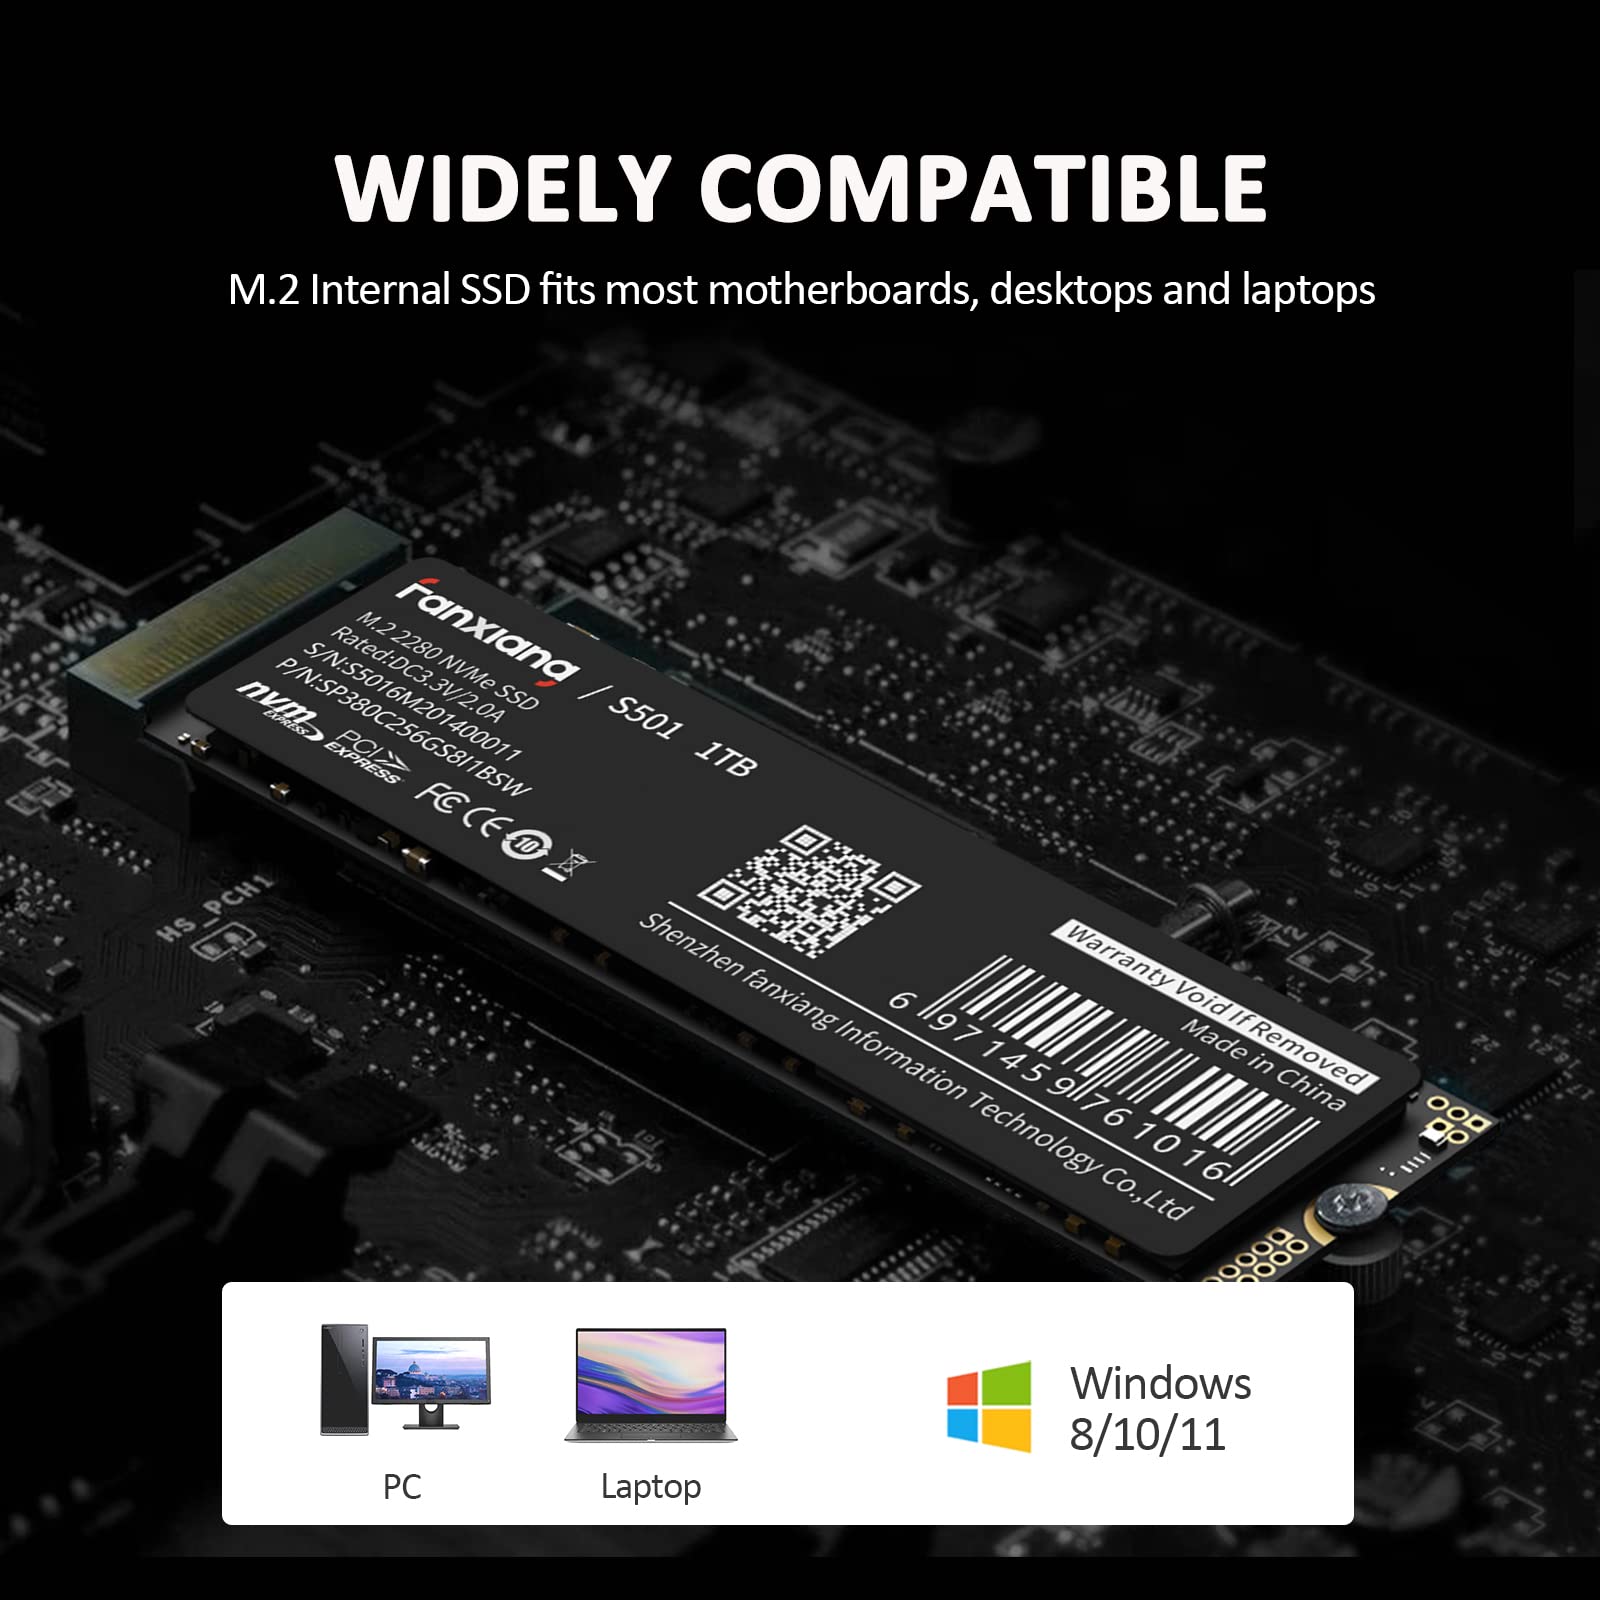 WIDELY COMPATIBLE
M.2 Internal SSD fits most motherboards, desktops and laptops
Fanxiang / S501 1TB
M.2 2280 NVMe SSD
Rated:DC3.3V/2.0A
S/N:S5016M201400011
P/N:SP380C256GS8I1BSW
nvm EXPRESS
PCI EXPRESS
FC CE 10
HS_PCH1
Warranty Void If Removed
Made in China
6 971459 761016
Shenzhen fanxiang Information Technology Co.,Ltd
PC
Laptop
Windows
8/10/11